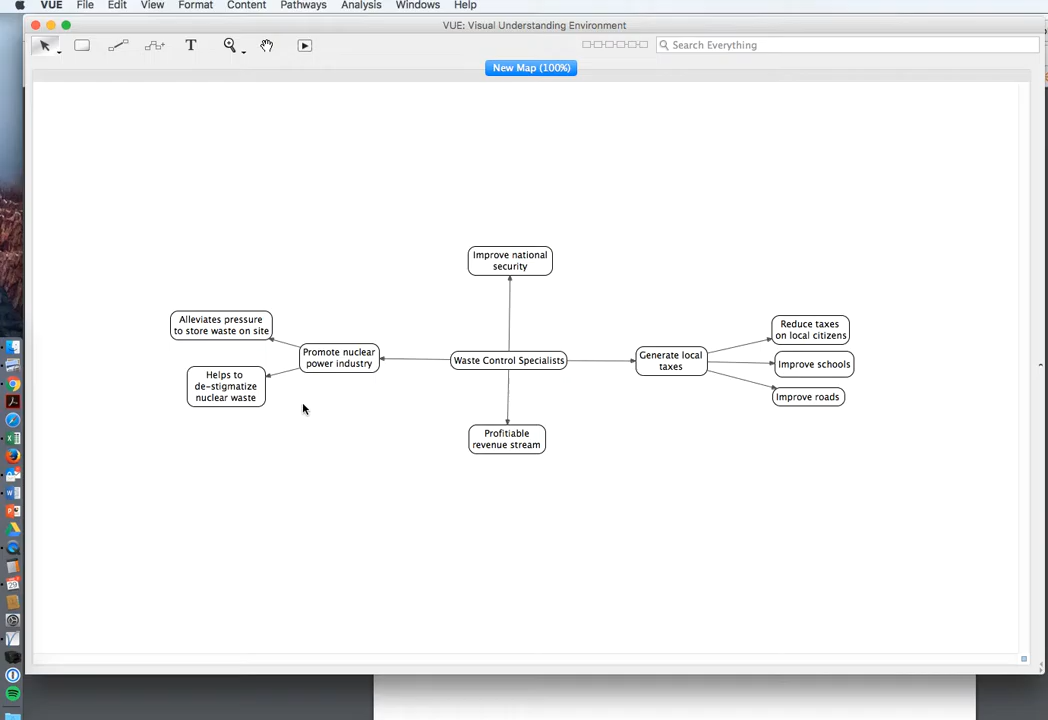 VUE File Edit View Format Content Pathways Analysis Windows Help
VUE: Visual Understanding Environment
T
Search Everything
New Map (100%)
Improve national
security
Alleviates pressure
to store waste on site
Promote nuclear
power industry
Helps to
de-stigmatize
nuclear waste
Waste Control Specialists
Generate local
taxes
Reduce taxes
on local citizens
Improve schools
Improve roads
Profitiable
revenue stream